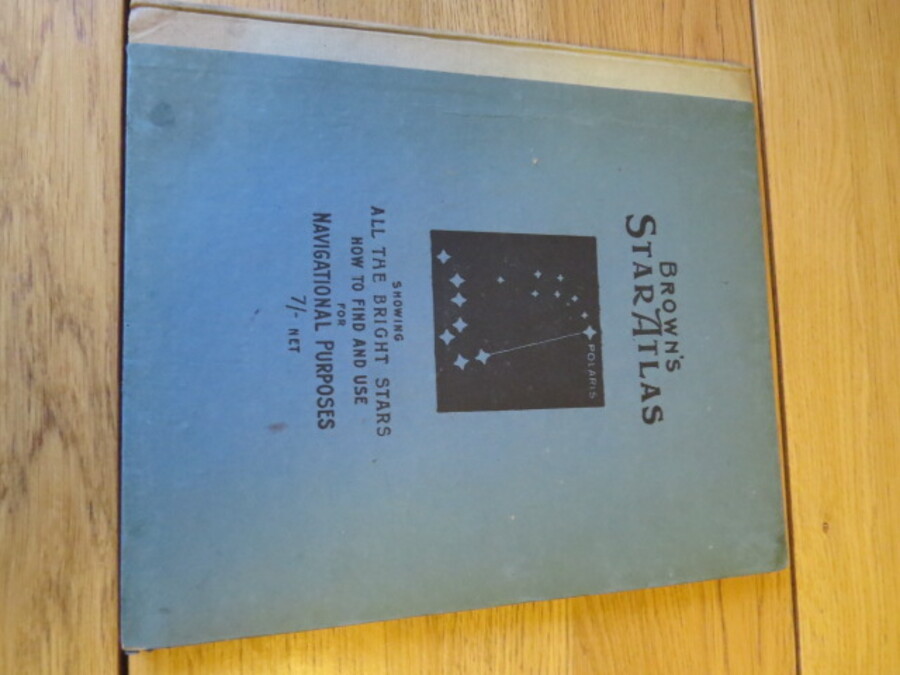 BROWN'S
STAR ATLAS
POLARIS
SHOWING
ALL THE BRIGHT STARS
HOW TO FIND AND USE
FOR
NAVIGATIONAL PURPOSES
7/- NET